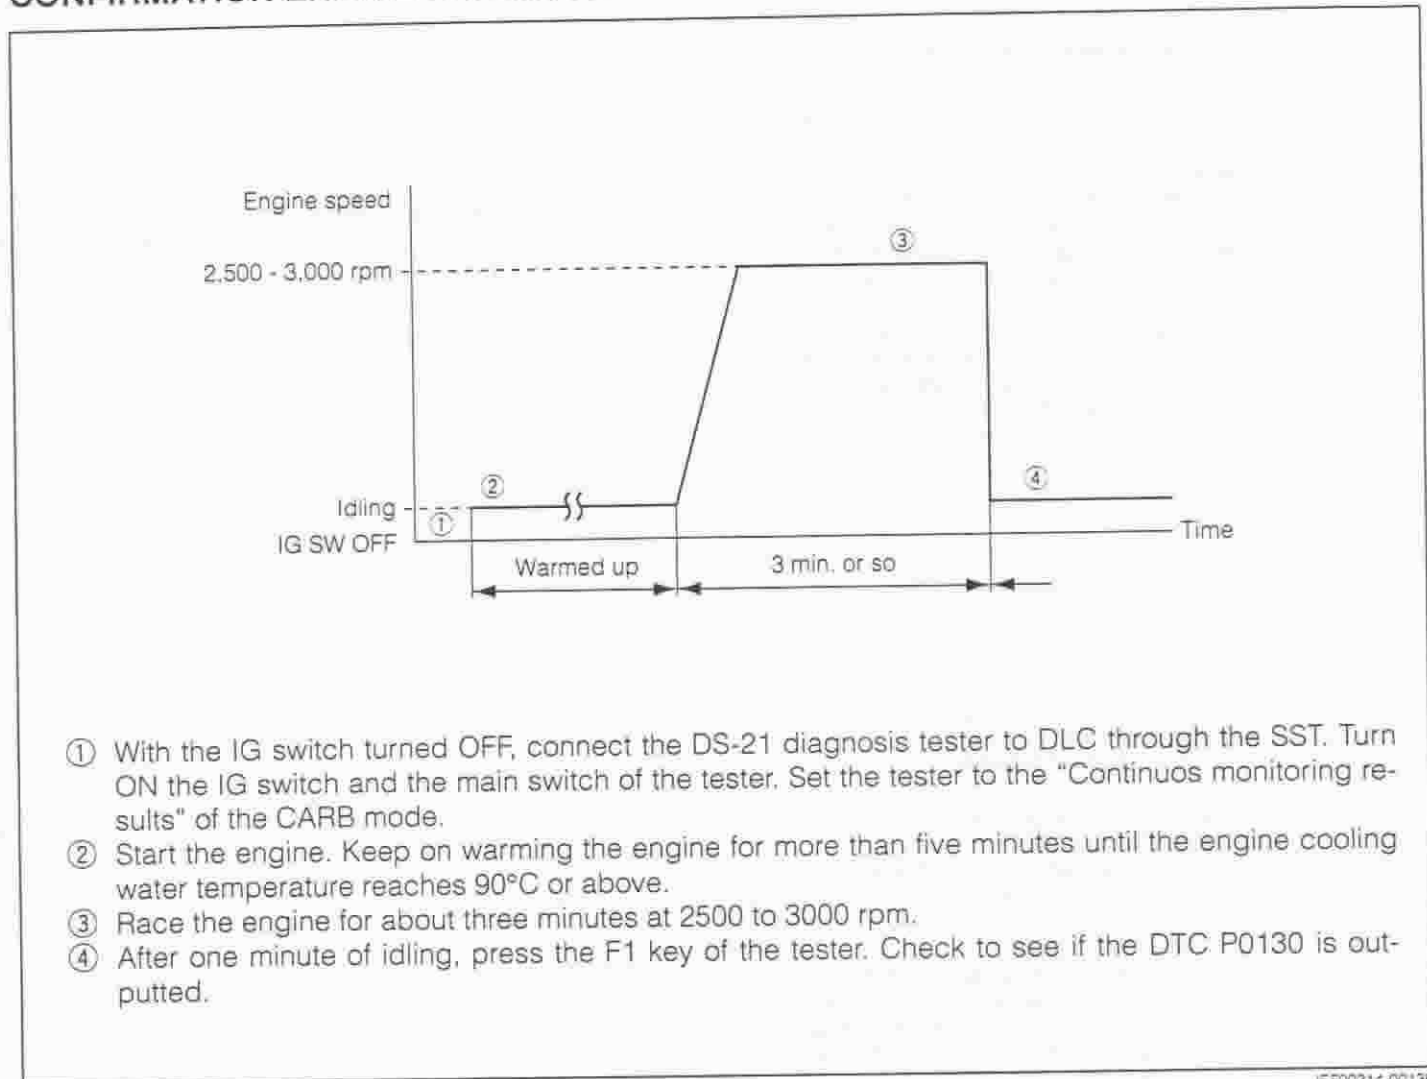 Engine speed
③
2,500 - 3,000 rpm
②
④
Idling
①
IG SW OFF
Time
Warmed up
3 min. or so
① With the IG switch turned OFF, connect the DS-21 diagnosis tester to DLC through the SST. Turn
ON the IG switch and the main switch of the tester. Set the tester to the "Continuos monitoring re-
sults" of the CARB mode.
② Start the engine. Keep on warming the engine for more than five minutes until the engine cooling
water temperature reaches 90°C or above.
③ Race the engine for about three minutes at 2500 to 3000 rpm.
④ After one minute of idling, press the F1 key of the tester. Check to see if the DTC P0130 is out-
putted.